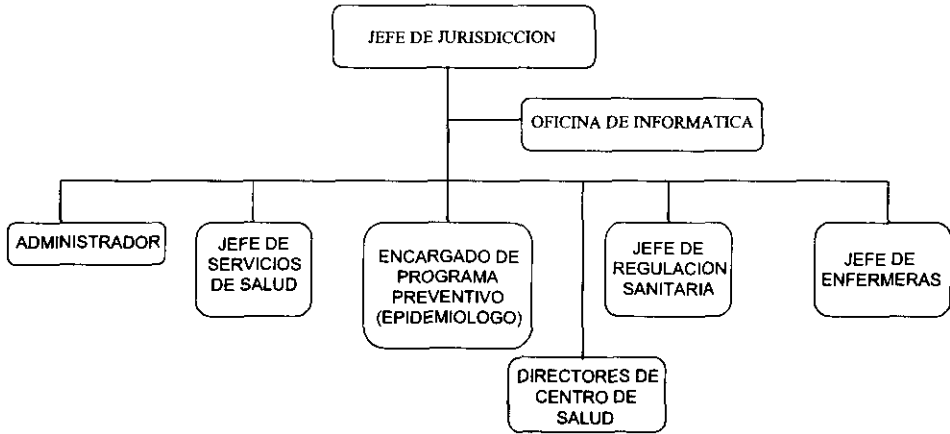 JEFE DE JURISDICCION
OFICINA DE INFORMATICA
ADMINISTRADOR
JEFE DE
SERVICIOS
DE SALUD
ENCARGADO DE
PROGRAMA
PREVENTIVO
(EPIDEMIOLOGO)
DIRECTORES DE
CENTRO DE
SALUD
JEFE DE
REGULACION
SANITARIA
JEFE DE
ENFERMERAS